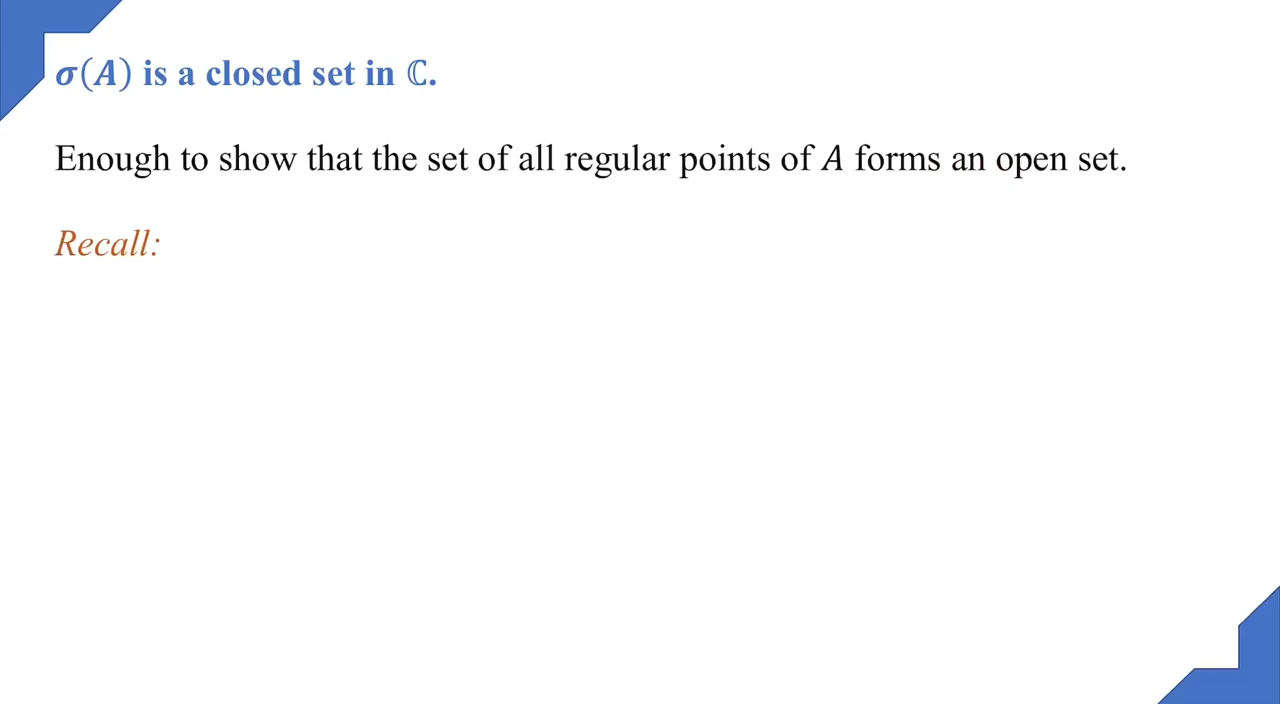 σ(A) is a closed set in ℂ.
Enough to show that the set of all regular points of A forms an open set.
Recall: